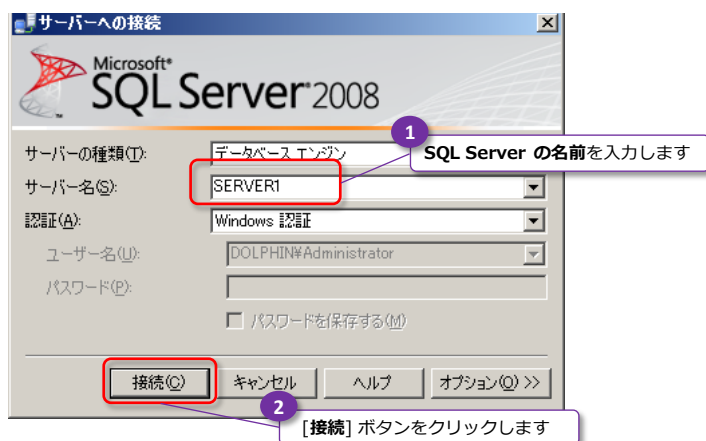 サーバーへの接続
Microsoft®
SQL Server® 2008
サーバーの種類(T): データベース エンジン
1
SQL Server の名前を入力します
サーバー名(S): SERVER1
認証(A): Windows 認証
ユーザー名(U): DOLPHIN¥Administrator
パスワード(P):
パスワードを保存する(M)
接続(C) キャンセル ヘルプ オプション(O) >>
2
[接続] ボタンをクリックします